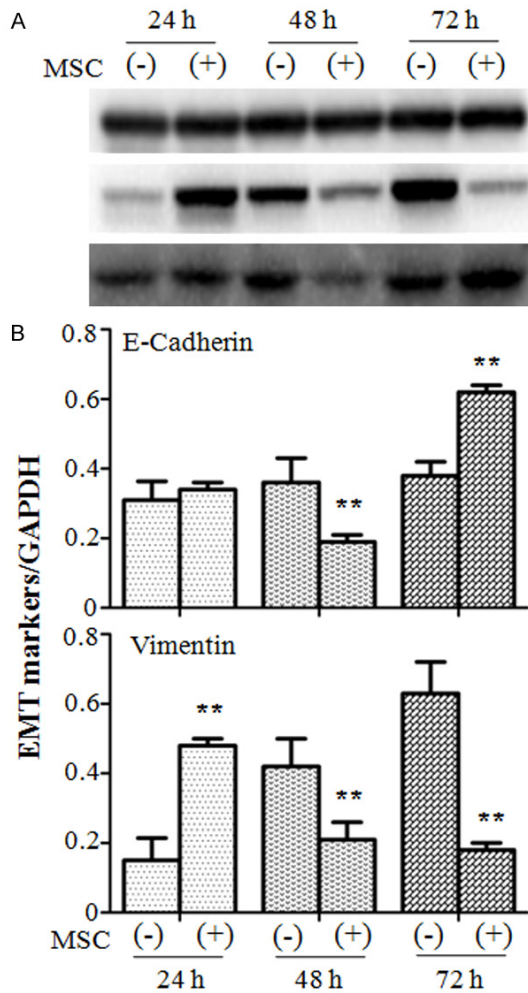 A
24 h 48 h 72 h
MSC (-) (+) (-) (+) (-) (+)
B
0.8
E-Cadherin
**
0.6
0.4
**
0.2
0
EMT markers/GAPDH
0.8
Vimentin
0.6
**
0.4
**
**
0.2
0
MSC (-) (+) (-) (+) (-) (+)
24 h 48 h 72 h